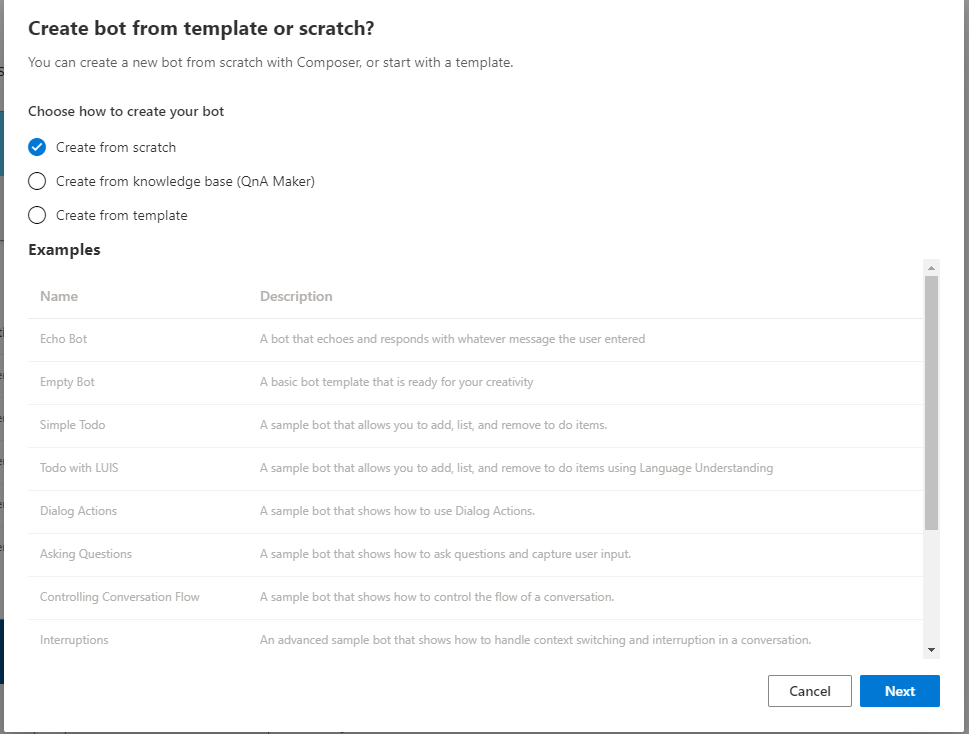 Create bot from template or scratch?
You can create a new bot from scratch with Composer, or start with a template.
Choose how to create your bot
Create from scratch
Create from knowledge base (QnA Maker)
Create from template
Examples
Name Description
Echo Bot A bot that echoes and responds with whatever message the user entered
Empty Bot A basic bot template that is ready for your creativity
Simple Todo A sample bot that allows you to add, list, and remove to do items.
Todo with LUIS A sample bot that allows you to add, list, and remove to do items using Language Understanding
Dialog Actions A sample bot that shows how to use Dialog Actions.
Asking Questions A sample bot that shows how to ask questions and capture user input.
Controlling Conversation Flow A sample bot that shows how to control the flow of a conversation.
Interruptions An advanced sample bot that shows how to handle context switching and interruption in a conversation.
Cancel Next